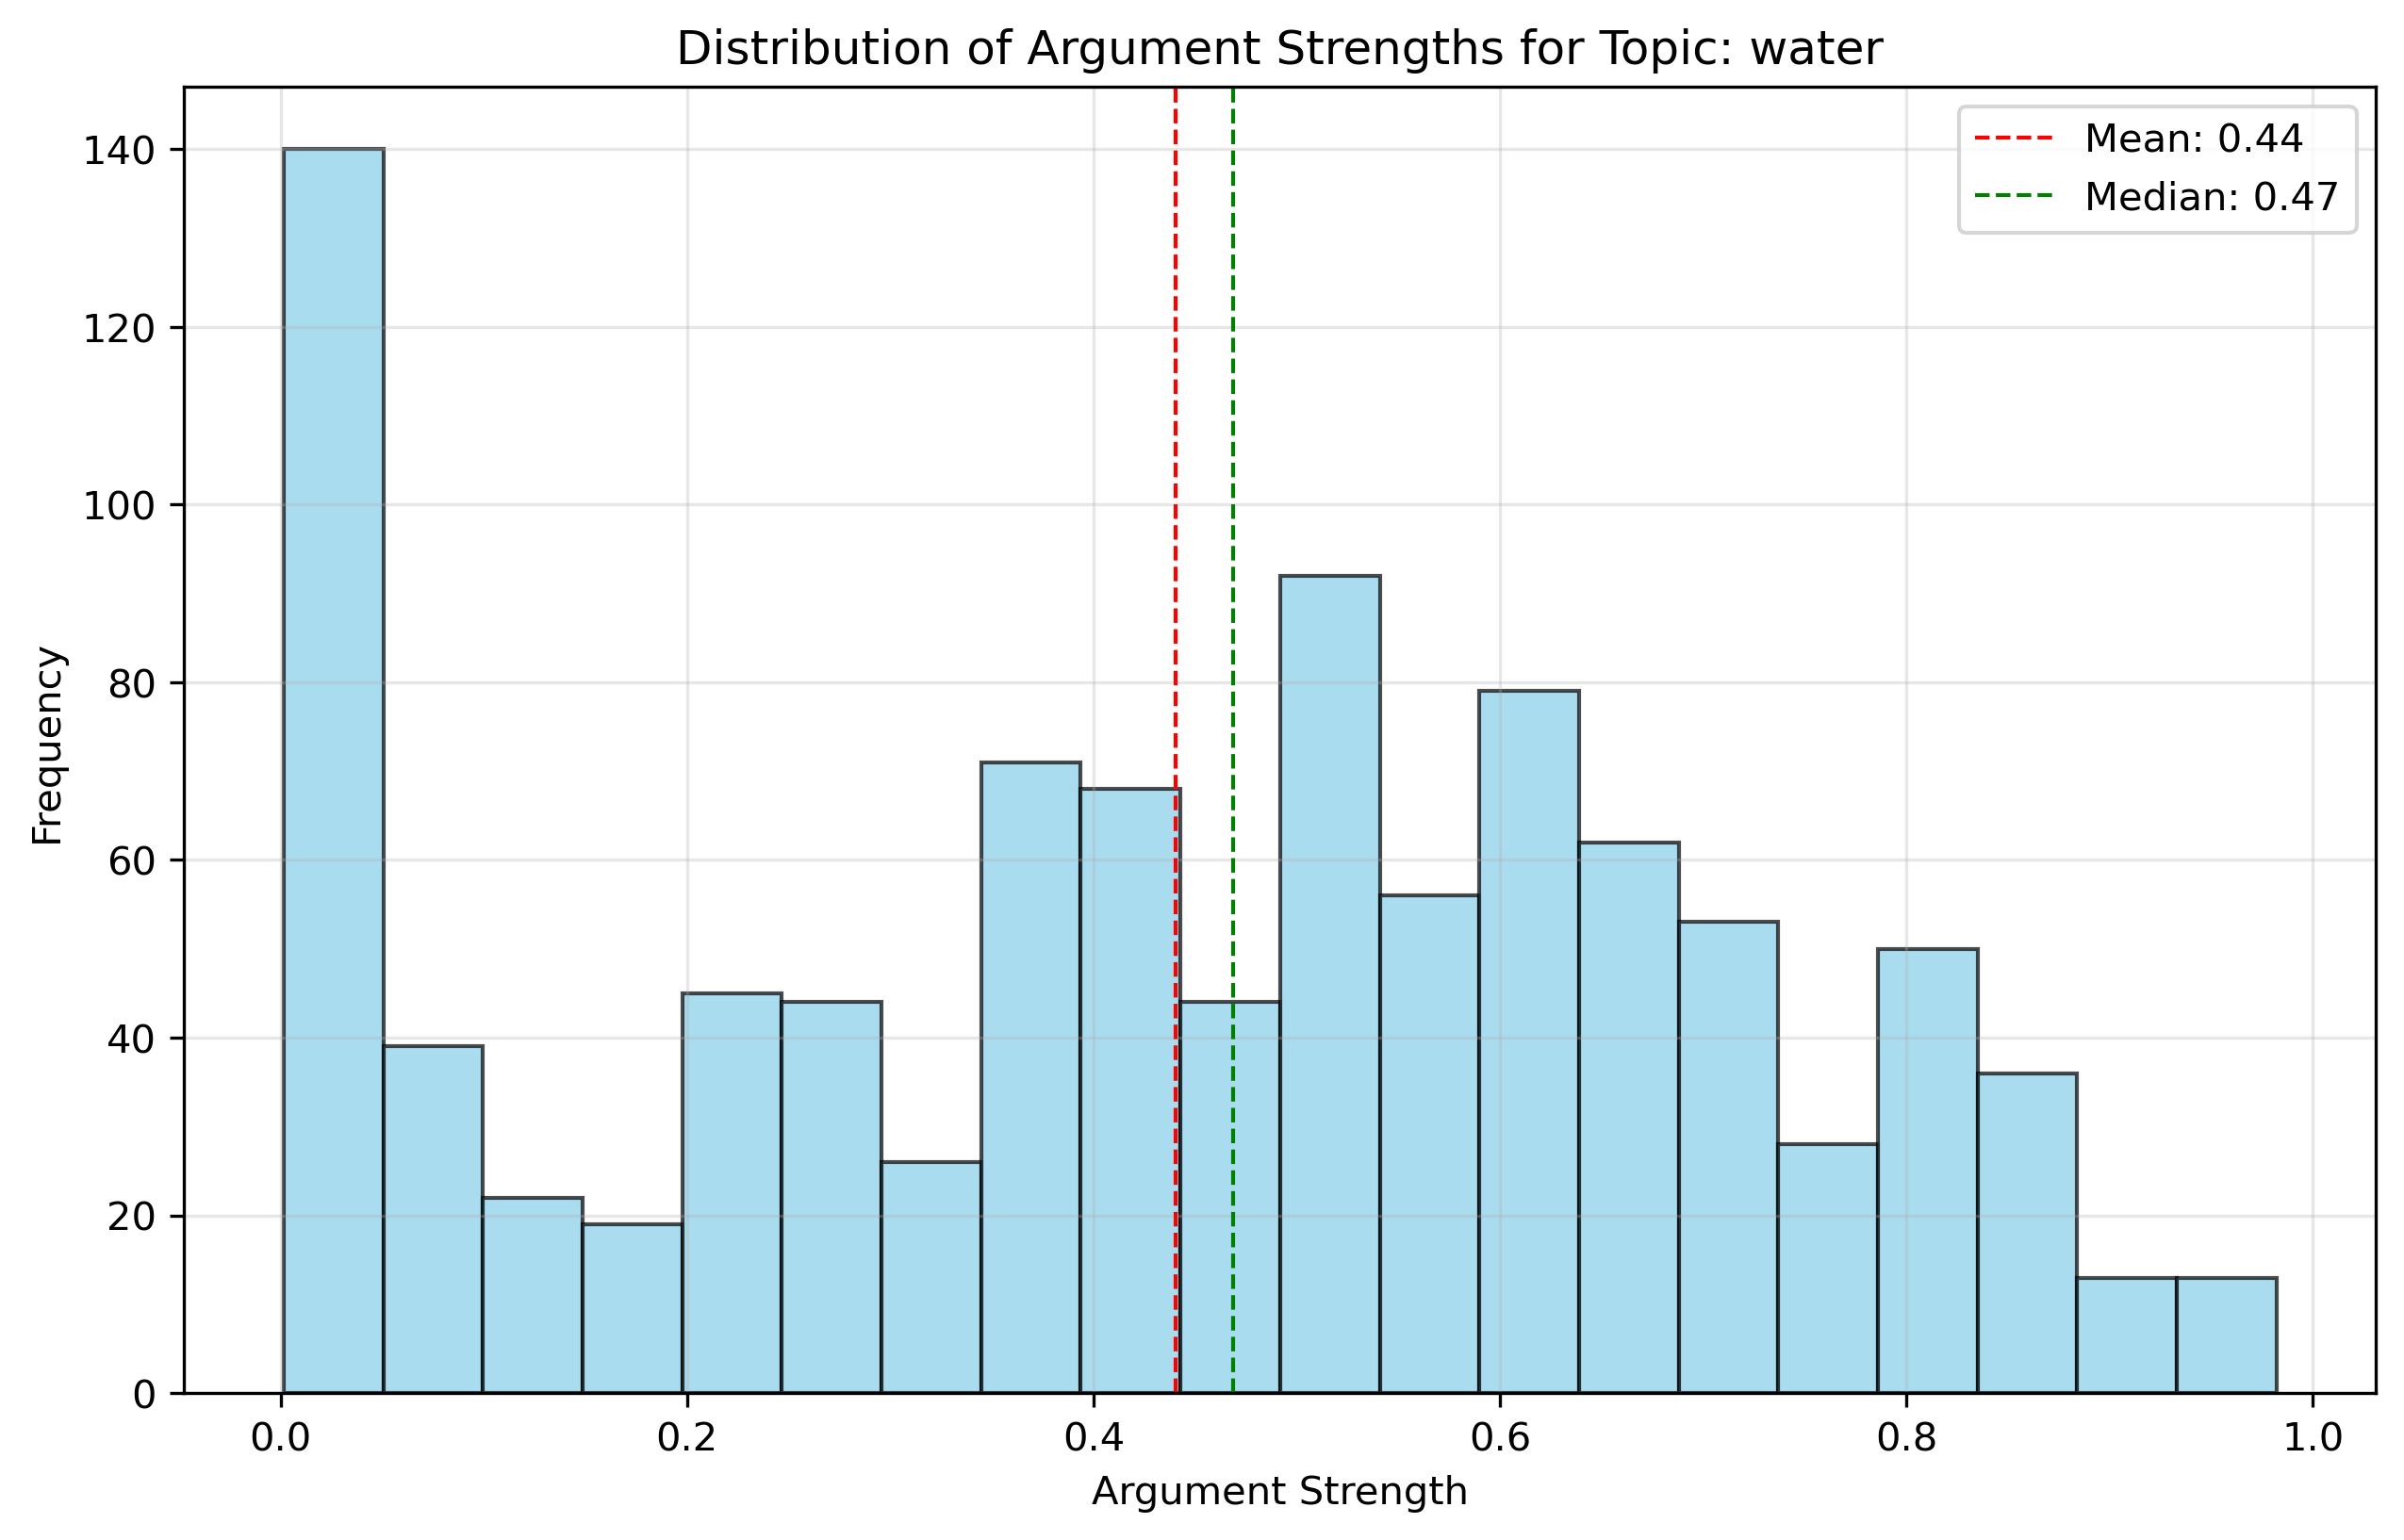 Distribution of Argument Strengths for Topic: water
Mean: 0.44
Median: 0.47
Frequency
140
120
100
80
60
40
20
0
0.0 0.2 0.4 0.6 0.8 1.0
Argument Strength